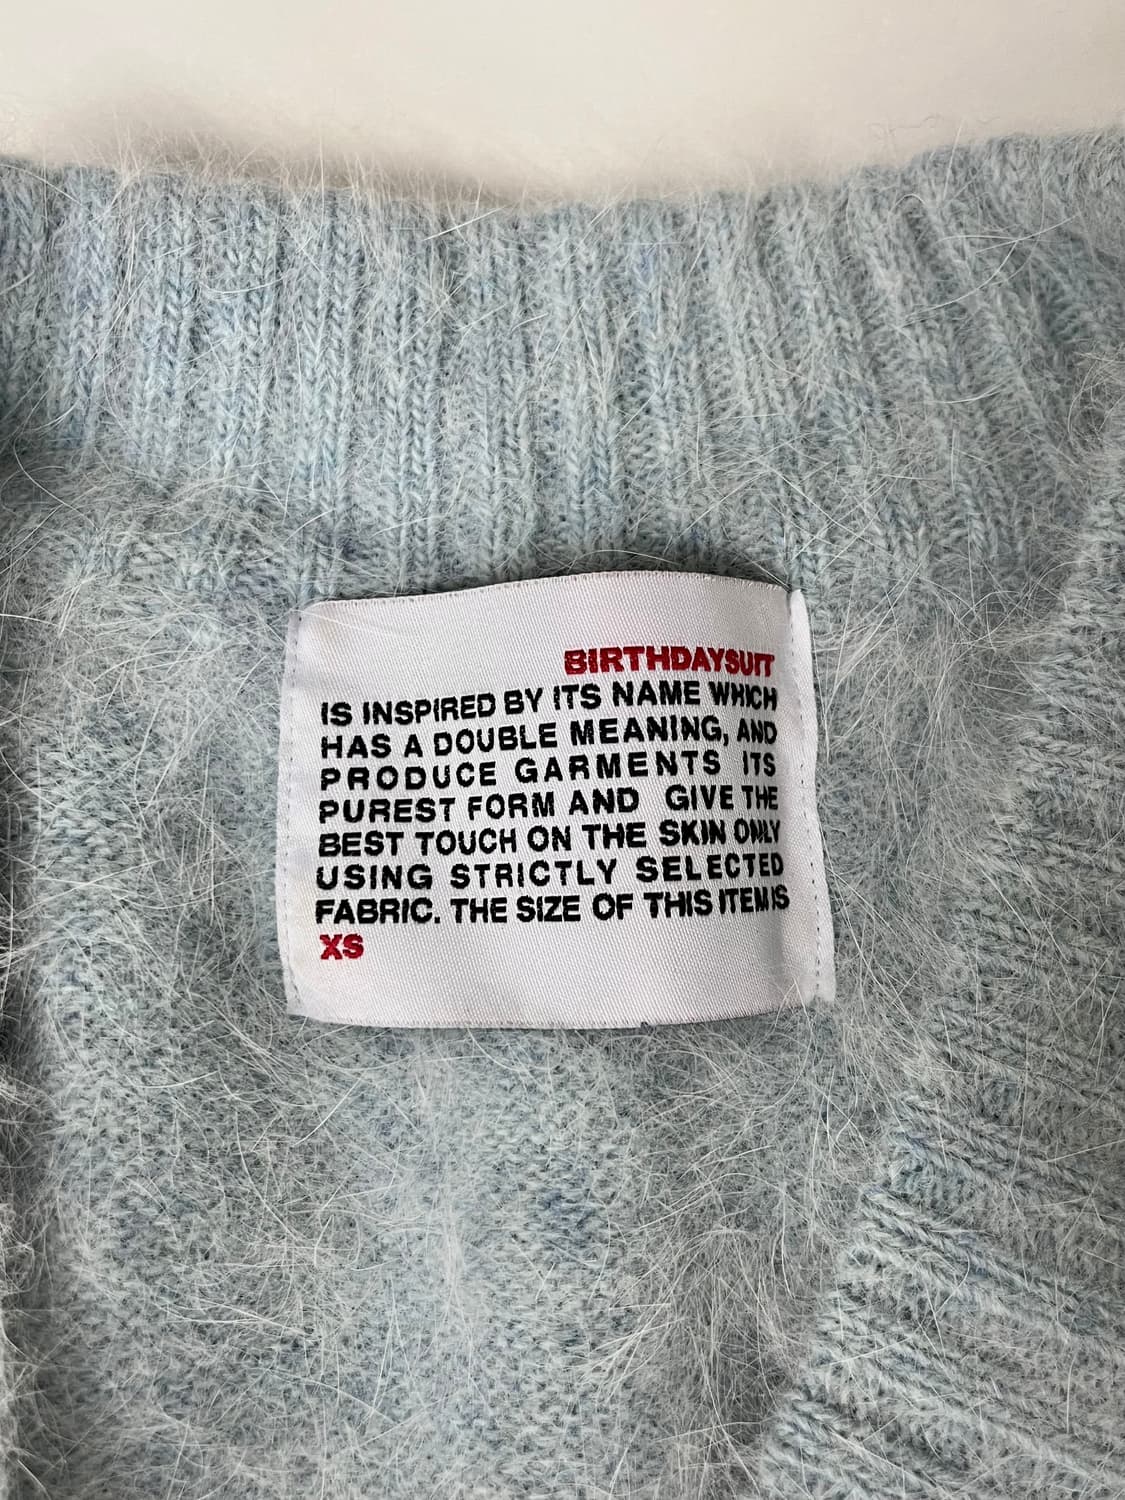 BIRTHDAYSUIT
IS INSPIRED BY ITS NAME WHICH
HAS A DOUBLE MEANING, AND
PRODUCE GARMENTS ITS
PUREST FORM AND GIVE THE
BEST TOUCH ON THE SKIN ONLY
USING STRICTLY SELECTED
FABRIC. THE SIZE OF THIS ITEM IS
XS